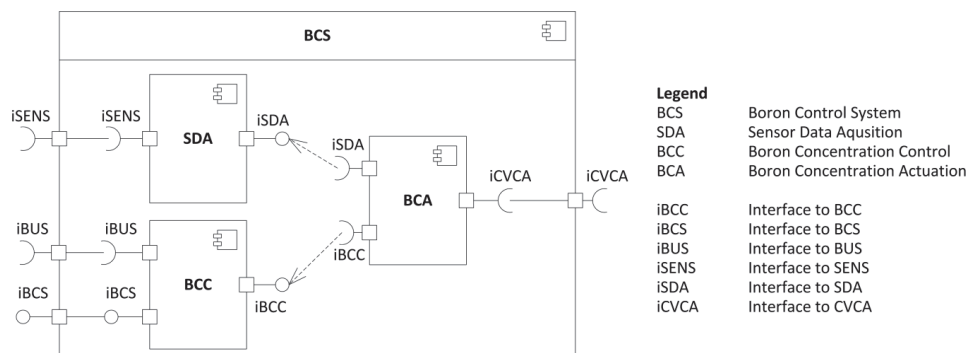 BCS
iSENS
iSENS
SDA
iSDA
iSDA
BCA
iCVCA
iCVCA
iBUS
iBUS
iBCC
BCC
iBCS
iBCS
iBCC
Legend
BCS Boron Control System
SDA Sensor Data Aqusition
BCC Boron Concentration Control
BCA Boron Concentration Actuation
iBCC Interface to BCC
iBCS Interface to BCS
iBUS Interface to BUS
iSENS Interface to SENS
iSDA Interface to SDA
iCVCA Interface to CVCA